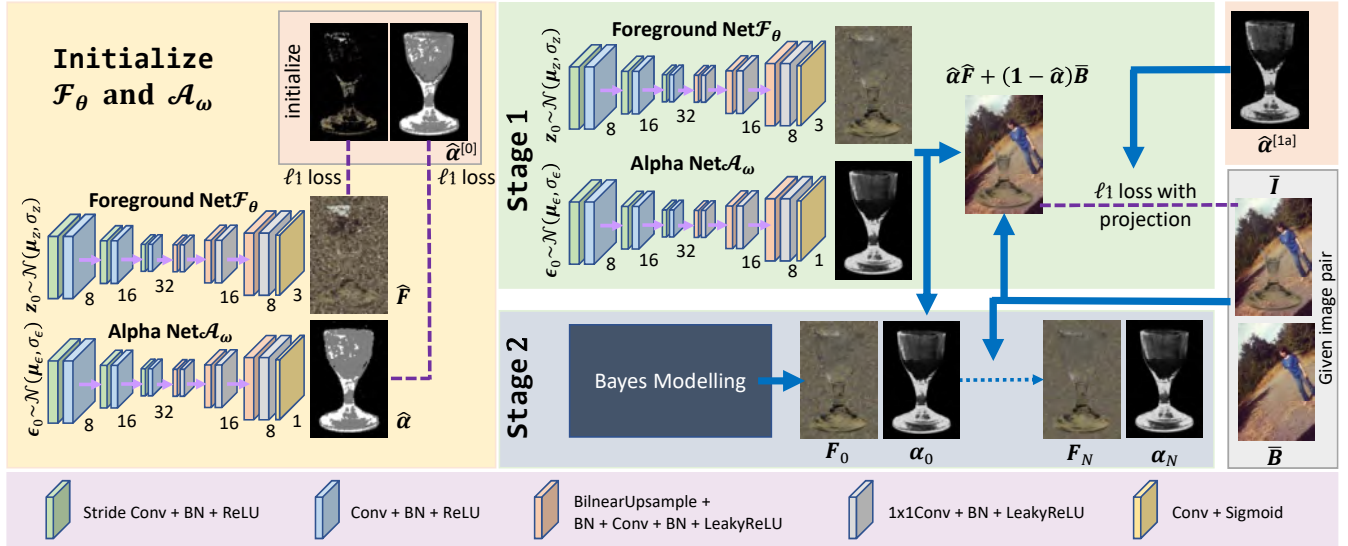 Initialize
𝓕θ and 𝓐ω
initialize
α̂[0]
ℓ1 loss
ℓ1 loss
Foreground Net𝓕θ
z0~𝒩(μZ, σZ)
8
16
32
16
8
3
F̂
Alpha Net𝓐ω
ϵ0~𝒩(μϵ, σϵ)
8
16
32
16
8
1
α̂
Stage 1
Foreground Net𝓕θ
z0~𝒩(μZ, σZ)
8
16
32
16
8
3
Alpha Net𝓐ω
ϵ0~𝒩(μϵ, σϵ)
8
16
32
16
8
1
α̂F̂ + (1 − α̂)B̄
ℓ1 loss with
projection
α̂[1a]
Ī
Given image pair
B̄
Stage 2
Bayes Modelling
F0
α0
FN
αN
Stride Conv + BN + ReLU
Conv + BN + ReLU
BilnearUpsample +
BN + Conv + BN + LeakyReLU
1x1Conv + BN + LeakyReLU
Conv + Sigmoid